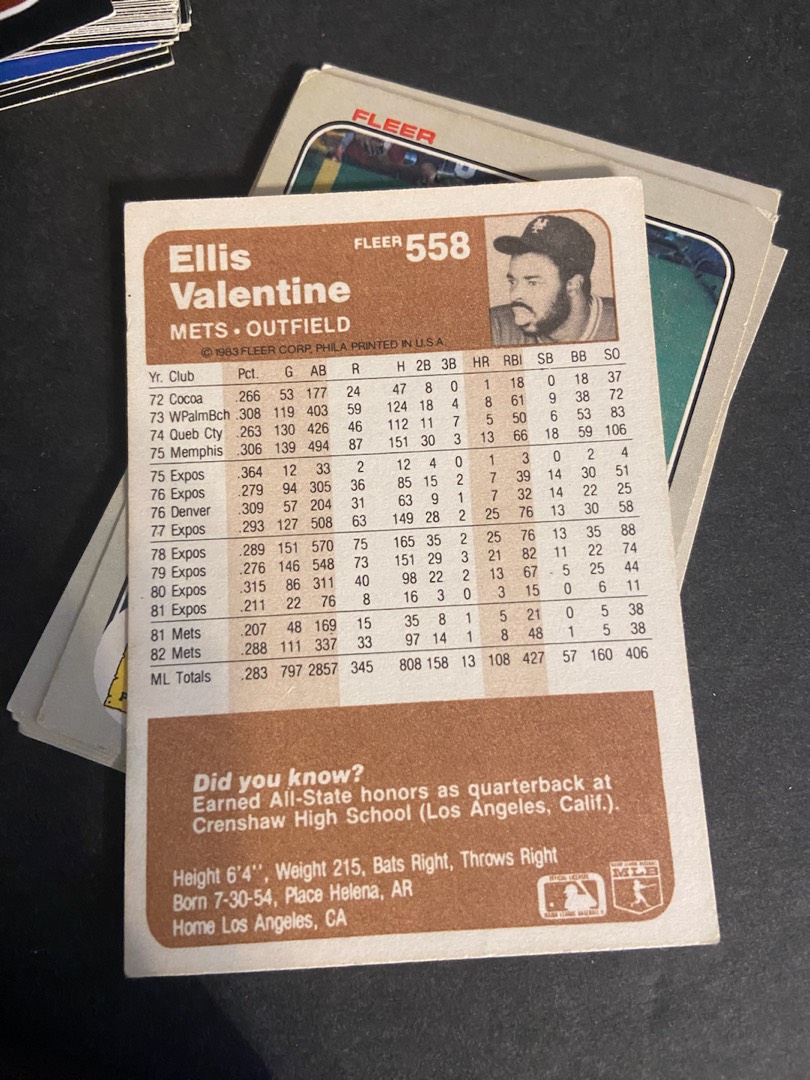 FLEER
Ellis
Valentine
FLEER 558
METS • OUTFIELD
© 1983 FLEER CORP, PHILA PRINTED IN U.S.A.
Yr. Club Pct. G AB R H 2B 3B HR RBI SB BB SO
72 Cocoa .266 53 177 24 47 8 0 1 18 0 18 37
73 WPalmBch .308 119 403 59 124 18 4 8 61 9 38 72
74 Queb Cty .263 130 426 46 112 11 7 5 50 6 53 83
75 Memphis .306 139 494 87 151 30 3 13 66 18 59 106
75 Expos .364 12 33 2 12 4 0 1 3 0 2 4
76 Expos .279 94 305 36 85 15 2 7 39 14 30 51
76 Denver .309 57 204 31 63 9 1 7 32 14 22 25
77 Expos .293 127 508 63 149 28 2 25 76 13 30 58
78 Expos .289 151 570 75 165 35 2 25 76 13 35 88
79 Expos .276 146 548 73 151 29 3 21 82 11 22 74
80 Expos .315 86 311 40 98 22 2 13 67 5 25 44
81 Expos .211 22 76 8 16 3 0 3 15 0 6 11
81 Mets .207 48 169 15 35 8 1 5 21 0 5 38
82 Mets .288 111 337 33 97 14 1 8 48 1 5 38
ML Totals .283 797 2857 345 808 158 13 108 427 57 160 406
Did you know?
Earned All-State honors as quarterback at
Crenshaw High School (Los Angeles, Calif.).
Height 6'4'', Weight 215, Bats Right, Throws Right
Born 7-30-54, Place Helena, AR
Home Los Angeles, CA
MLB